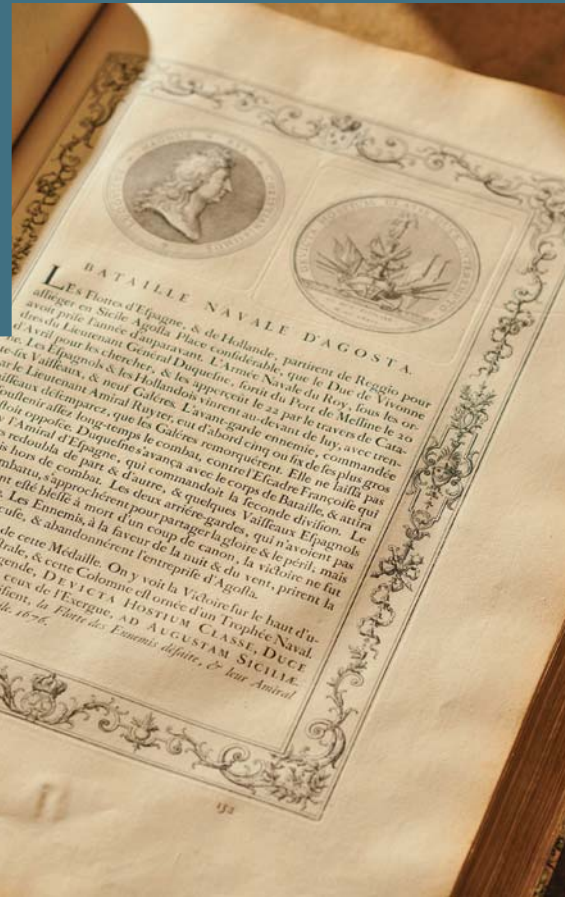 MAGNUS REX
DEVICTA HOSTIUM CLASSE DUCE
BATAILLE NAVALE D'AGOSTA.
LEs Flottes d'Eſpagne, & de Hollande, partirent de Reggio pour
aſſiéger en Sicile Agoſta Place conſidérable, que le Duc de Vivonne
avoit priſe l'année d'auparavant. L'Armée Navale du Roy, ſous les or-
dres du Lieutenant Général Duqueſne, ſortit du Port de Meſſine le 20
d'Avril pour les chercher, & les apperçeût le 22 par le travers de Cata-
Les Eſpagnols & les Hollandois vinrent au-devant de luy, avec tren-
Vaiſſeaux, & neuf Galéres. L'avant-garde ennemie, commandée
le Lieutenant Amiral Ruyter, eut d'abord cinq ou ſix de ſes plus gros
deſemparez, que les Galéres remorquérent. Elle ne laiſſa pas
ſouſtenir aſſez long-temps le combat, contre l'Eſcadre Françoiſe qui
oppoſée. Duqueſne s'avança avec le corps de Bataille, & attira
l'Amiral d'Eſpagne, qui commandoit la ſeconde diviſion. Le
redoubla de part & d'autre, & quelques Vaiſſeaux Eſpagnols
hors de combat. Les deux arriére-gardes, qui n'avoient pas
s'approchérent pour partager la gloire & le péril, mais
eſté bleſſé à mort d'un coup de canon, la victoire ne fut
Les Ennemis, à la faveur de la nuit & du vent, prirent la
& abandonnérent l'entrepriſe d'Agoſta.
de cette Médaille. On y voit la Victoire ſur le haut d'u-
& cette Colomne eſt ornée d'un Trophée Naval.
DEVICTA HOSTIUM CLASSE, DUCE
ceux de l'Exergue, AD AUGUSTAM SICILIÆ.
la Flotte des Ennemis défaite, & leur Amiral
1676.
152